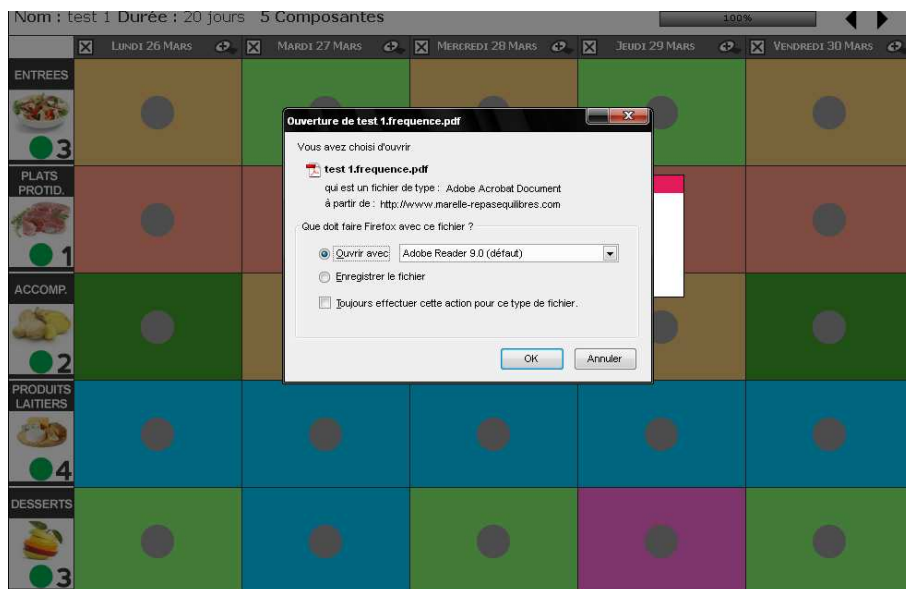 Nom : test 1 Durée : 20 jours 5 Composantes
100%
LUNDI 26 MARS
MARDI 27 MARS
MERCREDI 28 MARS
JEUDI 29 MARS
VENDREDI 30 MARS
ENTREES
3
PLATS
PROTID.
1
ACCOMP.
2
PRODUITS
LAITIERS
4
DESSERTS
3
Ouverture de test 1.frequence.pdf
Vous avez choisi d'ouvrir
test 1.frequence.pdf
qui est un fichier de type : Adobe Acrobat Document
à partir de : http://www.marelle-repasequilibres.com
Que doit faire Firefox avec ce fichier ?
Ouvrir avec Adobe Reader 9.0 (défaut)
Enregistrer le fichier
Toujours effectuer cette action pour ce type de fichier.
OK
Annuler